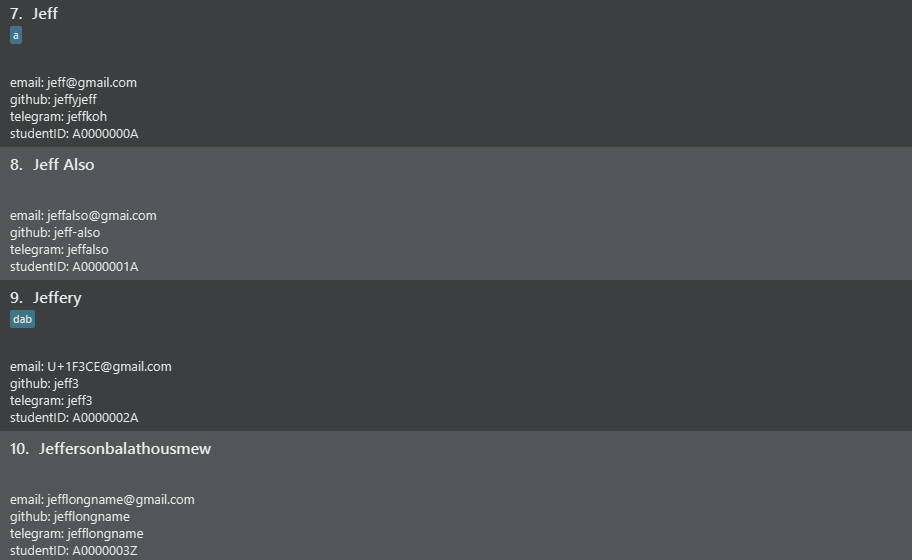 7. Jeff
a
email: jeff@gmail.com
github: jeffyjeff
telegram: jeffkoh
studentID: A0000000A
8. Jeff Also
email: jeffalso@gmai.com
github: jeff-also
telegram: jeffalso
studentID: A0000001A
9. Jeffery
dab
email: U+1F3CE@gmail.com
github: jeff3
telegram: jeff3
studentID: A0000002A
10. Jeffersonbalathousmew
email: jefflongname@gmail.com
github: jefflongname
telegram: jefflongname
studentID: A0000003Z